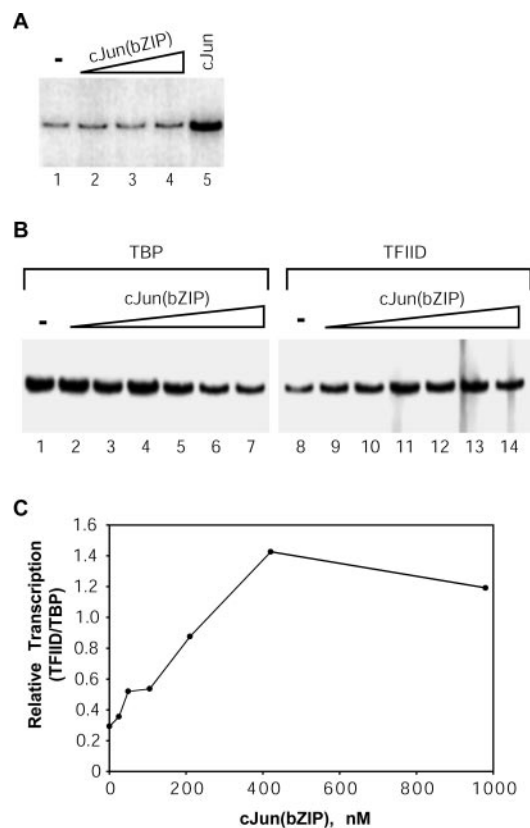 A
-
cJun(bZIP)
cJun
1 2 3 4 5
B
TBP
TFIID
cJun(bZIP)
cJun(bZIP)
-
-
1 2 3 4 5 6 7
8 9 10 11 12 13 14
C
Relative Transcription
(TFIID/TBP)
1.6
1.4
1.2
1.0
0.8
0.6
0.4
0.2
0
0 200 400 600 800 1000
cJun(bZIP), nM